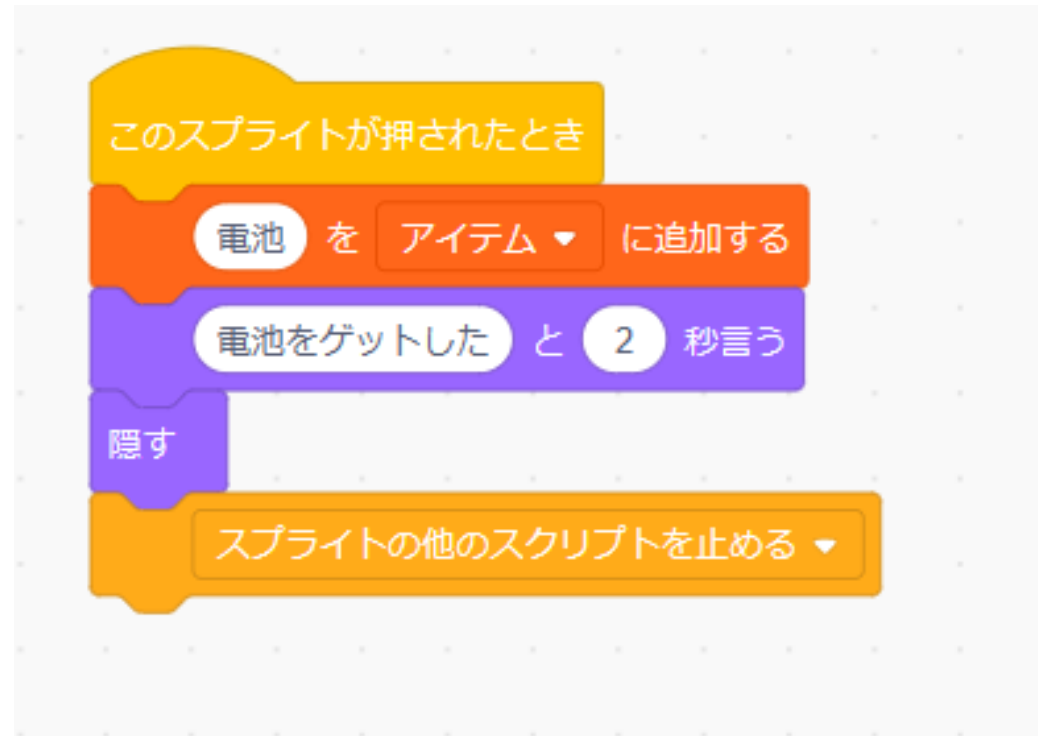 このスプライトが押されたとき
電池 を アイテム に追加する
電池をゲットした と 2 秒言う
隠す
スプライトの他のスクリプトを止める